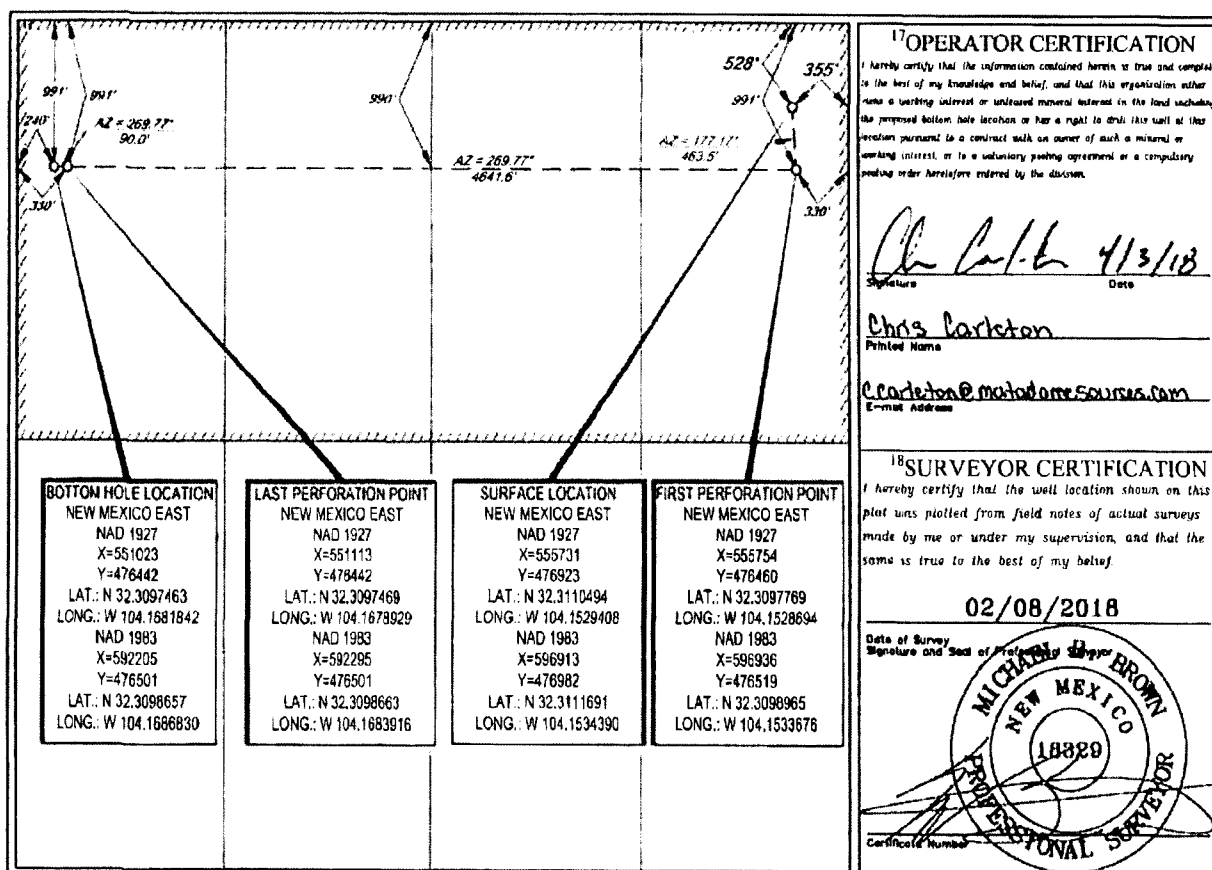 991'
991'
240'
AZ = 269.77°
90.0'
330'
990'
AZ = 269.77°
4641.6'
528'
355'
991'
AZ = 177.17°
463.5'
330'
BOTTON HOLE LOCATION
NEW MEXICO EAST
NAD 1927
X=551023
Y=476442
LAT.: N 32.3097463
LONG.: W 104.1681842
NAD 1983
X=592205
Y=476501
LAT.: N 32.3098657
LONG.: W 104.1686830
LAST PERFORATION POINT
NEW MEXICO EAST
NAD 1927
X=551113
Y=476442
LAT.: N 32.3097469
LONG.: W 104.1678929
NAD 1983
X=592295
Y=476501
LAT.: N 32.3098663
LONG.: W 104.1683916
SURFACE LOCATION
NEW MEXICO EAST
NAD 1927
X=555731
Y=476923
LAT.: N 32.3110494
LONG.: W 104.1529408
NAD 1983
X=596913
Y=476982
LAT.: N 32.3111691
LONG.: W 104.1534390
FIRST PERFORATION POINT
NEW MEXICO EAST
NAD 1927
X=555754
Y=476460
LAT.: N 32.3097769
LONG.: W 104.1528694
NAD 1983
X=596936
Y=476519
LAT.: N 32.3098965
LONG.: W 104.1533676
17 OPERATOR CERTIFICATION
I hereby certify that the information contained herein is true and complete
to the best of my knowledge and belief, and that this organization either
owns a working interest or unleased mineral interest in the land including
the proposed bottom hole location or has a right to drill this well at this
location pursuant to a contract with an owner of such a mineral or
working interest, or to a voluntary pooling agreement or a compulsory
pooling order heretofore entered by the division.
4/3/18
Signature Date
Chris Carleton
Printed Name
ccarleton@matadorresources.com
E-mail Address
18 SURVEYOR CERTIFICATION
I hereby certify that the well location shown on this
plat was plotted from field notes of actual surveys
made by me or under my supervision, and that the
same is true to the best of my belief.
02/08/2018
Date of Survey
Signature and Seal of Professional Surveyor
MICHAEL B. BROWN
NEW MEXICO
18329
PROFESSIONAL SURVEYOR
Certificate Number